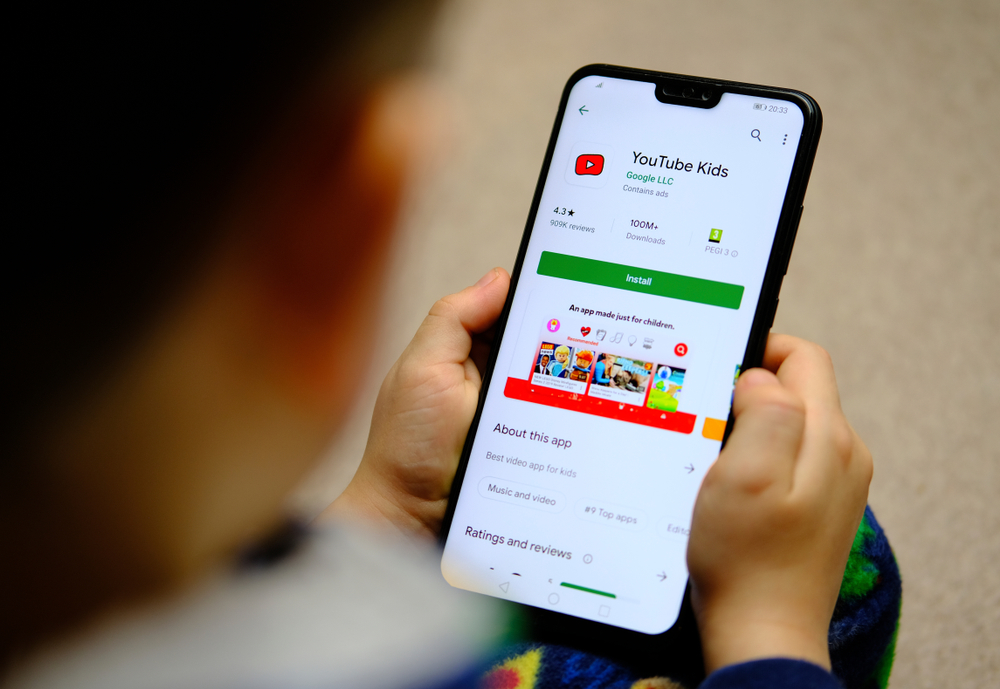 20:33
YouTube Kids
Google LLC
Contains ads
4.3★
909K reviews
100M+
Downloads
3
PEGI 3
Install
An app made just for children.
Recommended
About this app
Best video app for kids
Music and video
#9 Top apps
Ratings and reviews